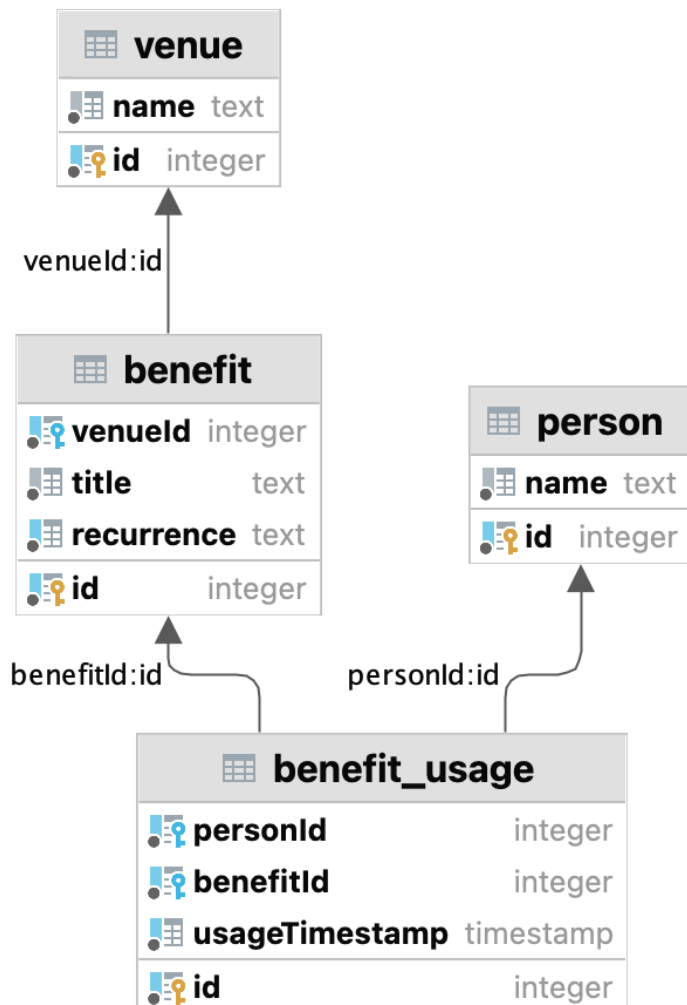 venue
name text
id integer
venueId:id
benefit
venueId integer
title text
recurrence text
id integer
person
name text
id integer
benefitId:id
personId:id
benefit_usage
personId integer
benefitId integer
usageTimestamp timestamp
id integer